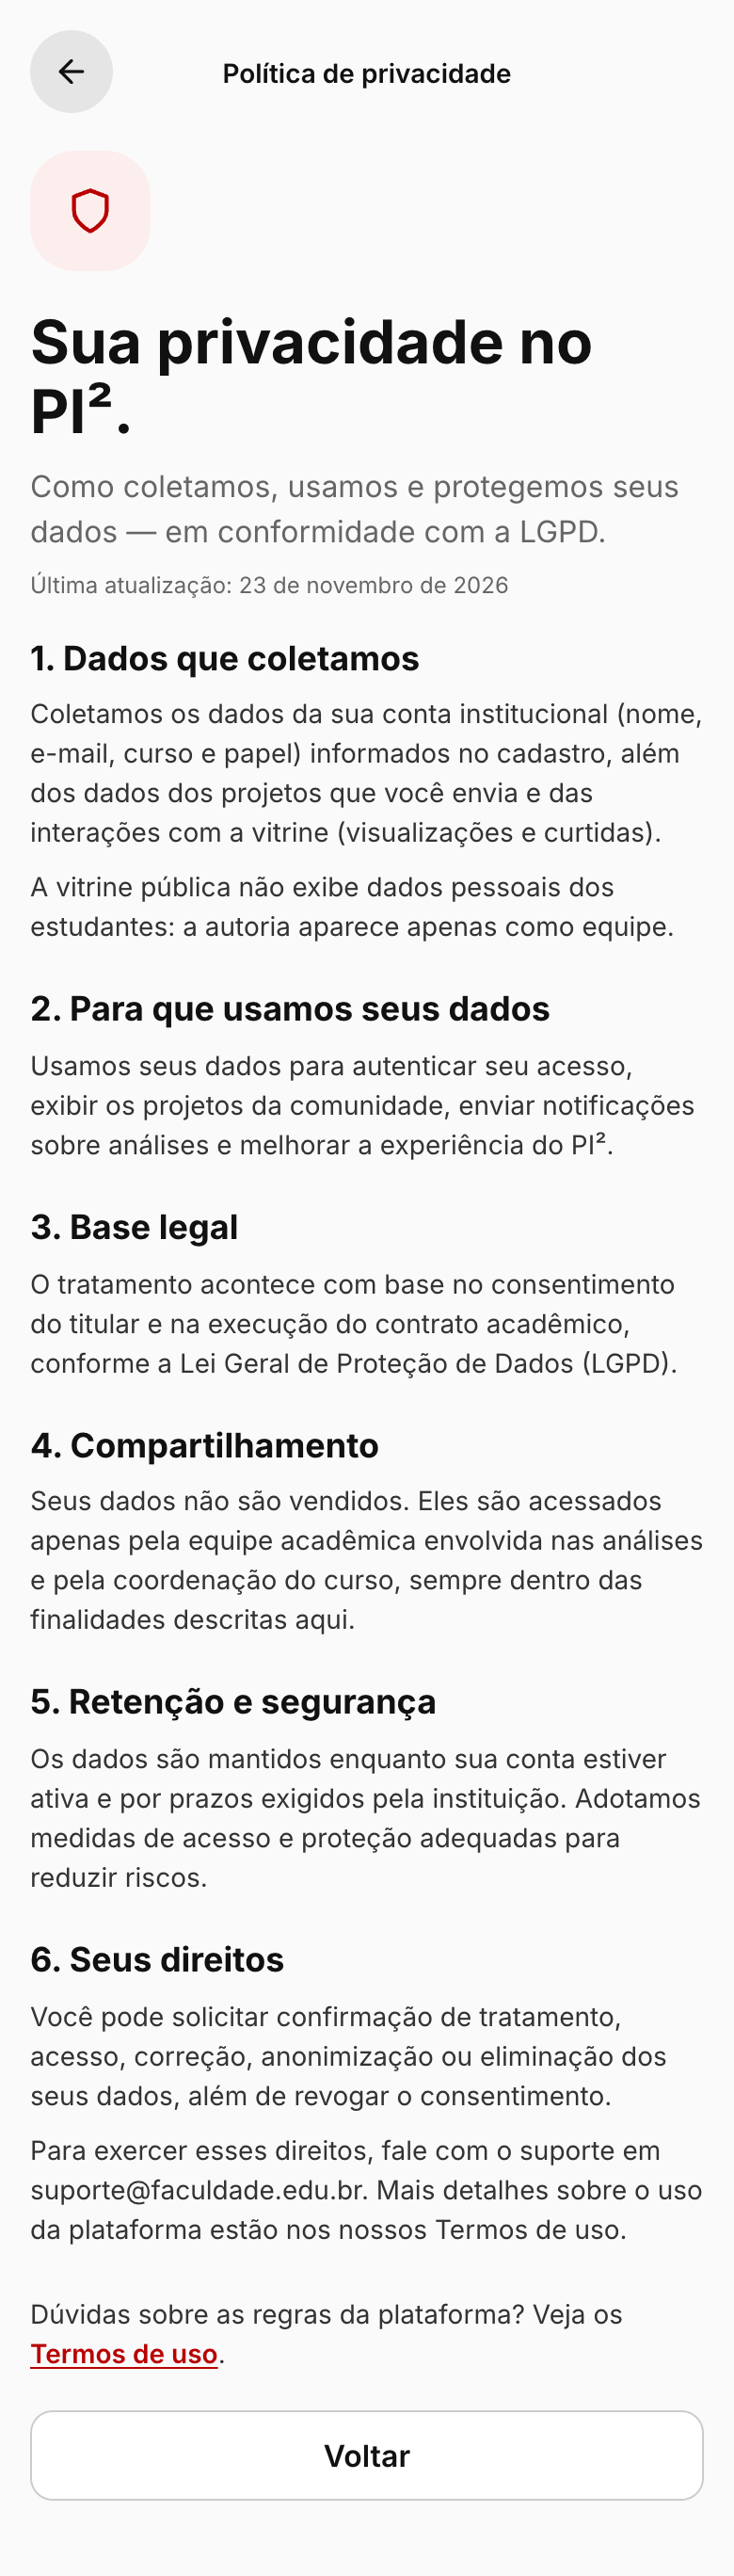 Política de privacidade
Sua privacidade no
PI².
Como coletamos, usamos e protegemos seus
dados — em conformidade com a LGPD.
Última atualização: 23 de novembro de 2026
1. Dados que coletamos
Coletamos os dados da sua conta institucional (nome,
e-mail, curso e papel) informados no cadastro, além
dos dados dos projetos que você envia e das
interações com a vitrine (visualizações e curtidas).
A vitrine pública não exibe dados pessoais dos
estudantes: a autoria aparece apenas como equipe.
2. Para que usamos seus dados
Usamos seus dados para autenticar seu acesso,
exibir os projetos da comunidade, enviar notificações
sobre análises e melhorar a experiência do PI².
3. Base legal
O tratamento acontece com base no consentimento
do titular e na execução do contrato acadêmico,
conforme a Lei Geral de Proteção de Dados (LGPD).
4. Compartilhamento
Seus dados não são vendidos. Eles são acessados
apenas pela equipe acadêmica envolvida nas análises
e pela coordenação do curso, sempre dentro das
finalidades descritas aqui.
5. Retenção e segurança
Os dados são mantidos enquanto sua conta estiver
ativa e por prazos exigidos pela instituição. Adotamos
medidas de acesso e proteção adequadas para
reduzir riscos.
6. Seus direitos
Você pode solicitar confirmação de tratamento,
acesso, correção, anonimização ou eliminação dos
seus dados, além de revogar o consentimento.
Para exercer esses direitos, fale com o suporte em
suporte@faculdade.edu.br. Mais detalhes sobre o uso
da plataforma estão nos nossos Termos de uso.
Dúvidas sobre as regras da plataforma? Veja os
Termos de uso.
Voltar